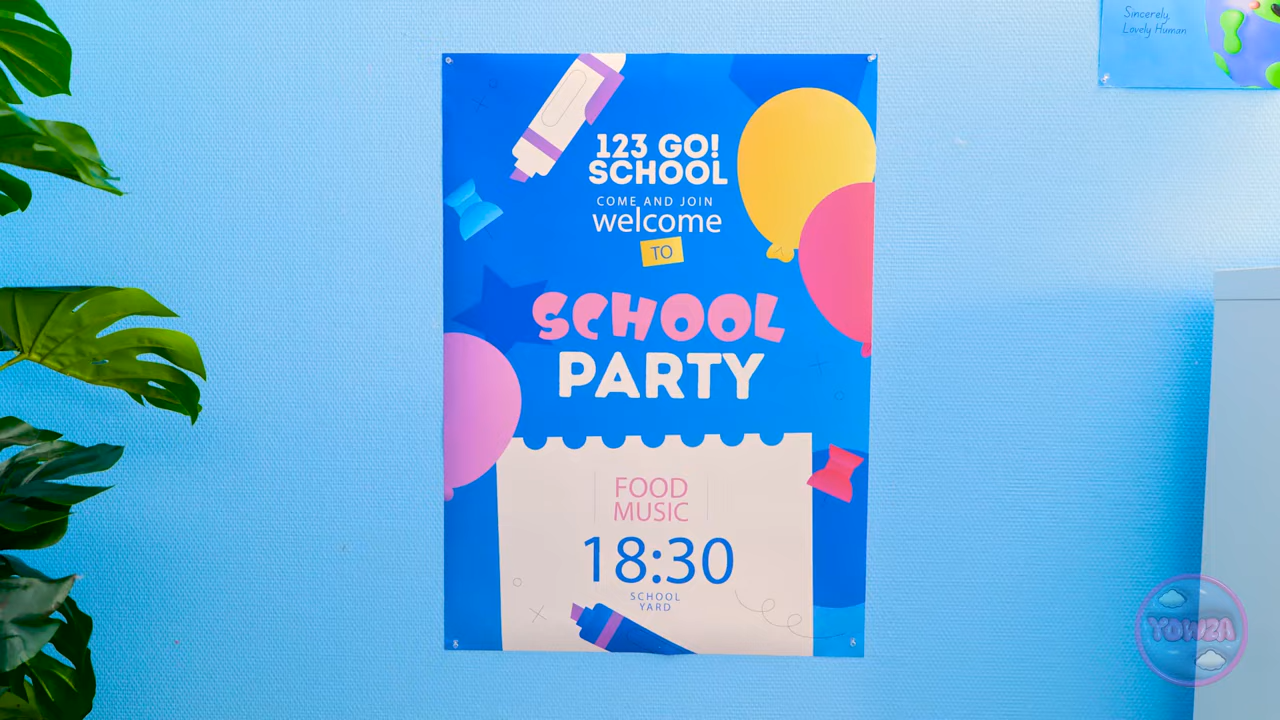 123 GO!
SCHOOL
COME AND JOIN
welcome
TO
SCHOOL
PARTY
FOOD
MUSIC
18:30
SCHOOL
YARD
Sincerely,
Lovely Human
YOWZA